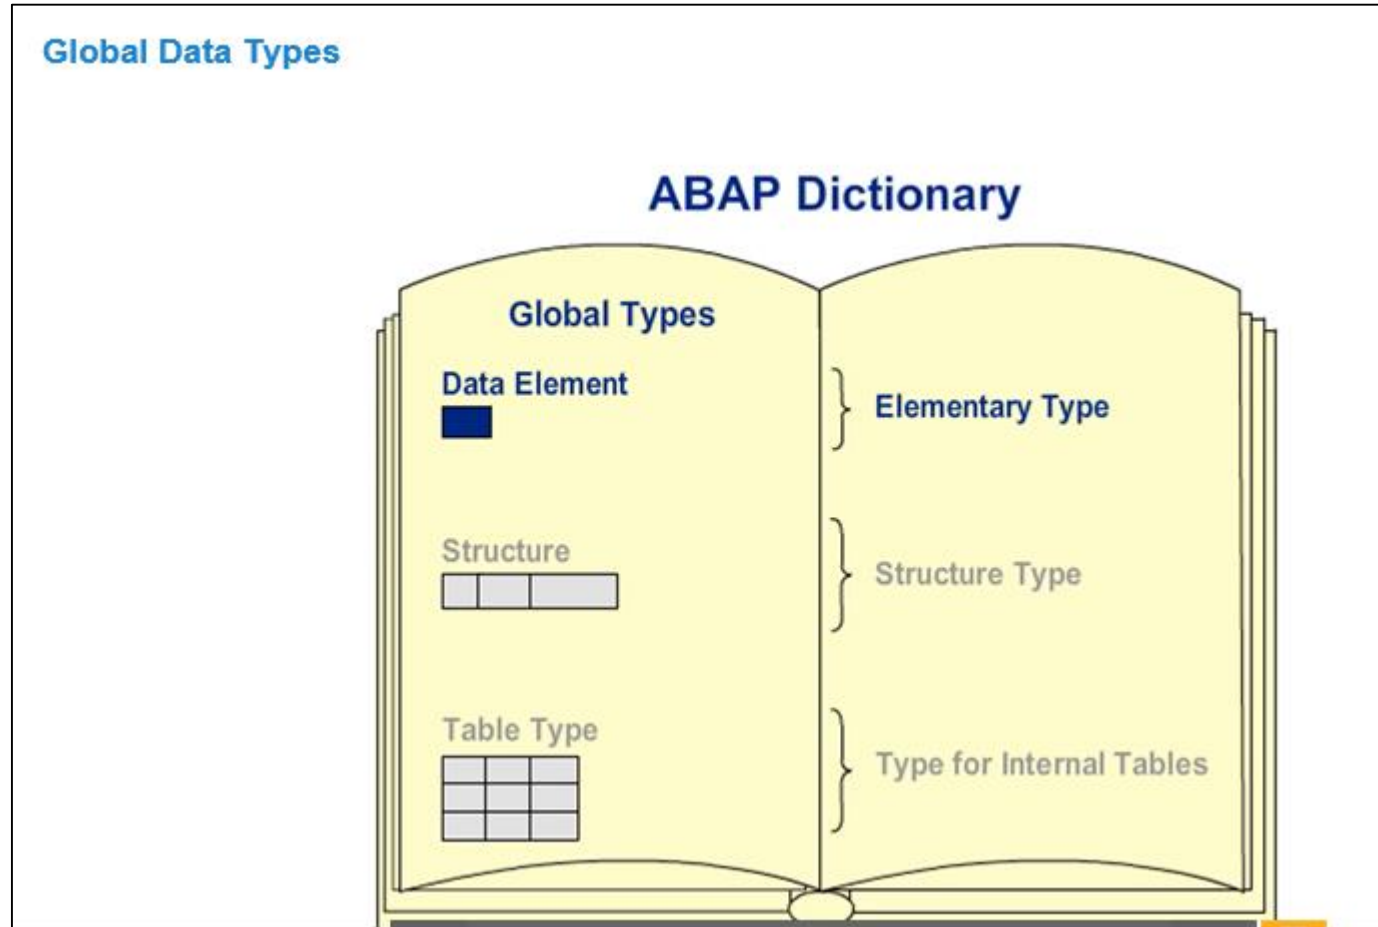 Global Data Types
ABAP Dictionary
Global Types
Data Element
Elementary Type
Structure
Structure Type
Table Type
Type for Internal Tables